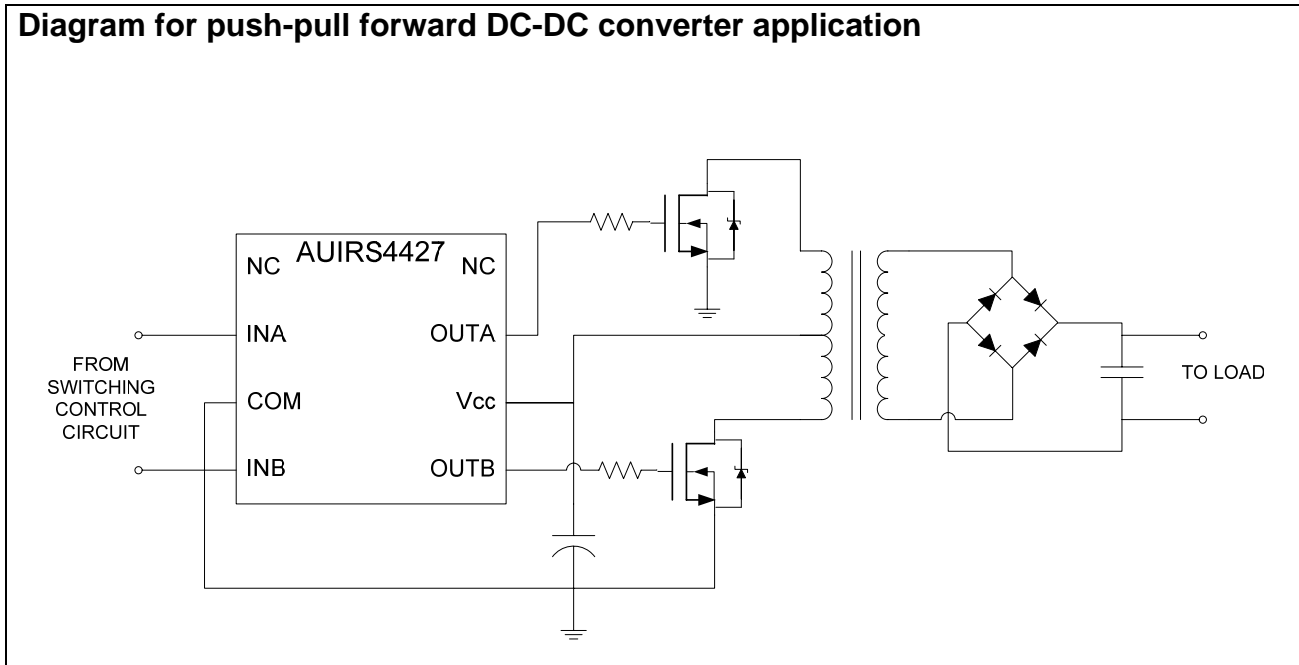 Diagram for push-pull forward DC-DC converter application
AUIRS4427
NC
NC
INA
OUTA
FROM
SWITCHING
CONTROL
CIRCUIT
COM
Vcc
INB
OUTB
TO LOAD